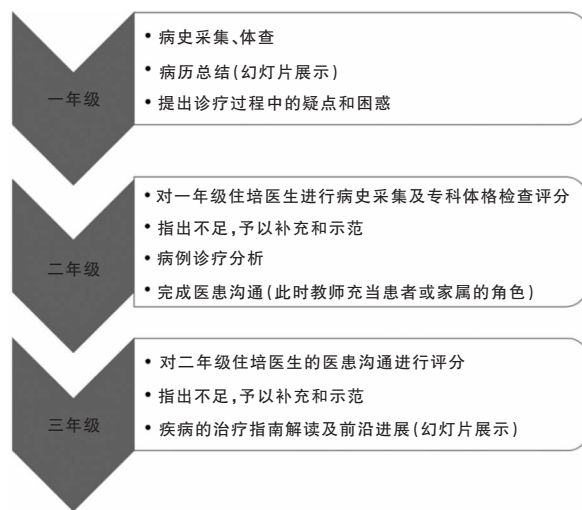 一年级
• 病史采集、体查
• 病历总结(幻灯片展示)
• 提出诊疗过程中的疑点和困惑
二年级
• 对一年级住培医生进行病史采集及专科体格检查评分
• 指出不足,予以补充和示范
• 病例诊疗分析
• 完成医患沟通(此时教师充当患者或家属的角色)
三年级
• 对二年级住培医生的医患沟通进行评分
• 指出不足,予以补充和示范
• 疾病的治疗指南解读及前沿进展(幻灯片展示)